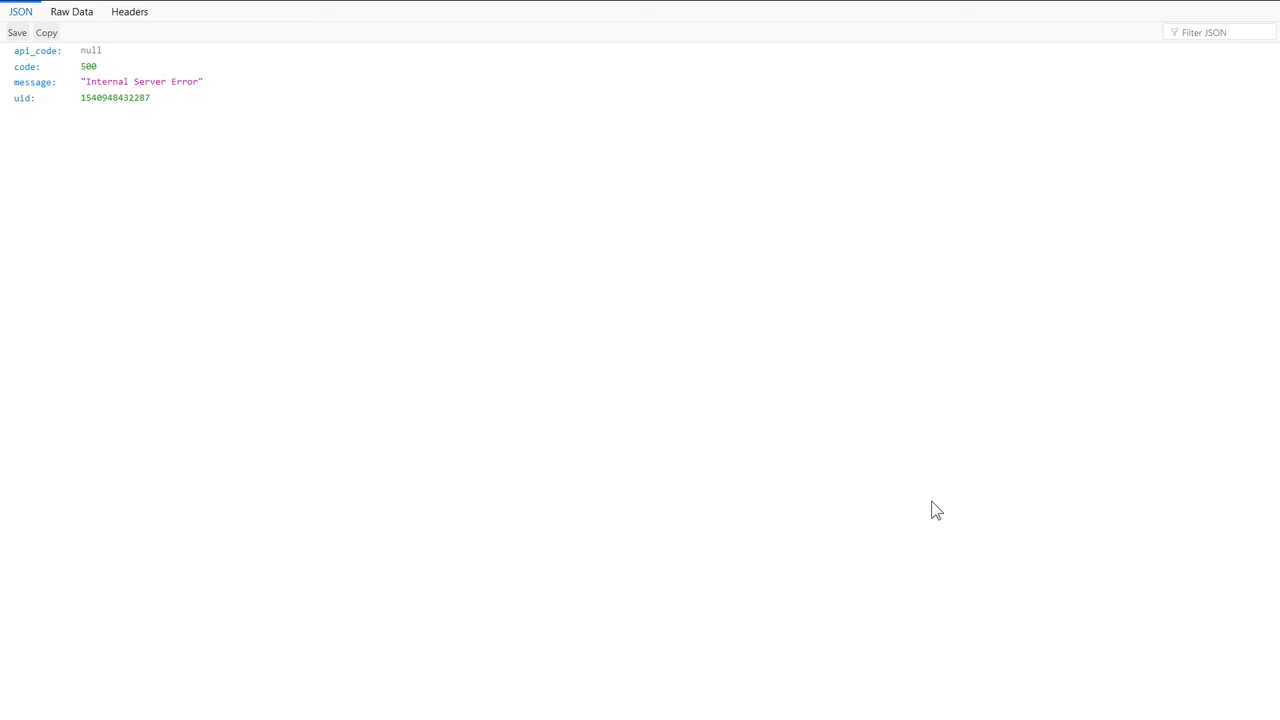 JSON Raw Data Headers
Save Copy Filter JSON
api_code: null
code: 500
message: "Internal Server Error"
uid: 1540948432287